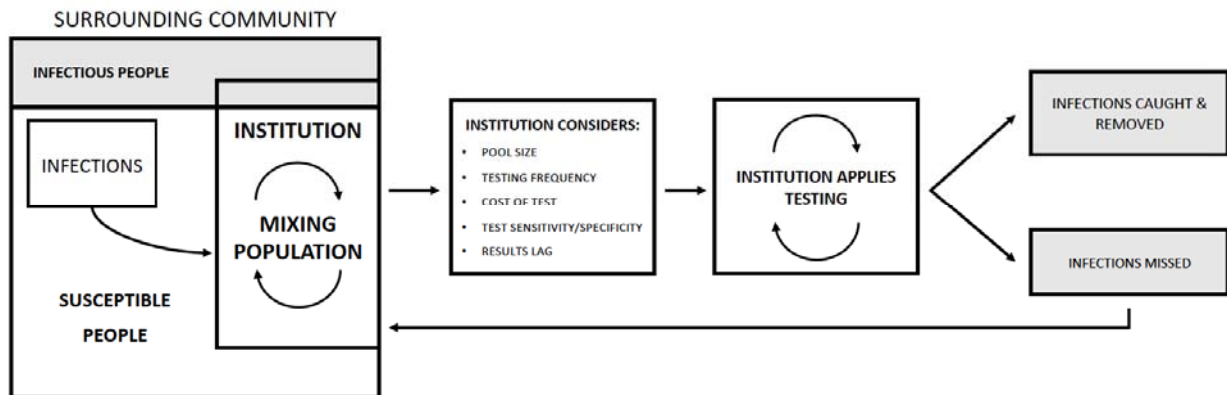 SURROUNDING COMMUNITY
INFECTIOUS PEOPLE
INFECTIONS
INSTITUTION
MIXING
POPULATION
SUSCEPTIBLE
PEOPLE
INSTITUTION CONSIDERS:
• POOL SIZE
• TESTING FREQUENCY
• COST OF TEST
• TEST SENSITIVITY/SPECIFICITY
• RESULTS LAG
INSTITUTION APPLIES
TESTING
INFECTIONS CAUGHT &
REMOVED
INFECTIONS MISSED